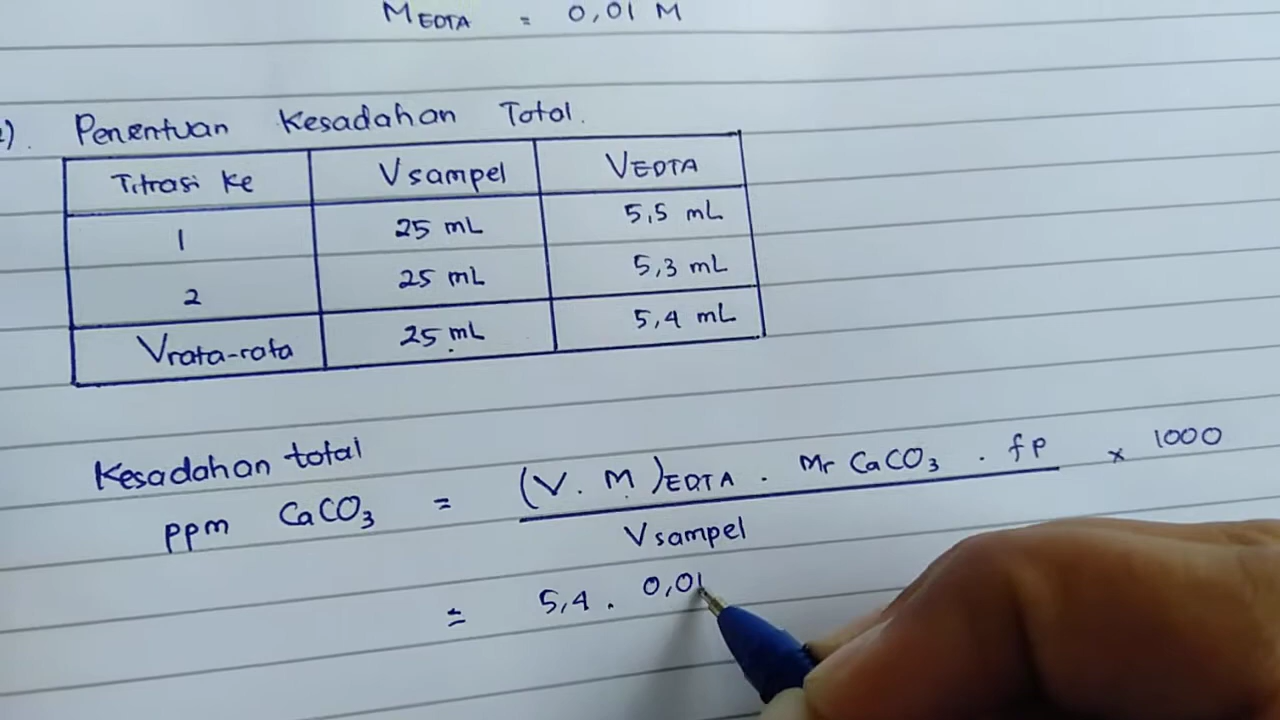 M EDTA = 0,01 M
). Penentuan Kesadahan Total.
Titrasi ke Vsampel VEDTA
1 25 mL 5,5 mL
2 25 mL 5,3 mL
Vrata-rata 25 mL 5,4 mL
Kesadahan total
ppm CaCO3 = (V . M)EDTA . Mr CaCO3 . fp × 1000
Vsampel
= 5,4 . 0,01